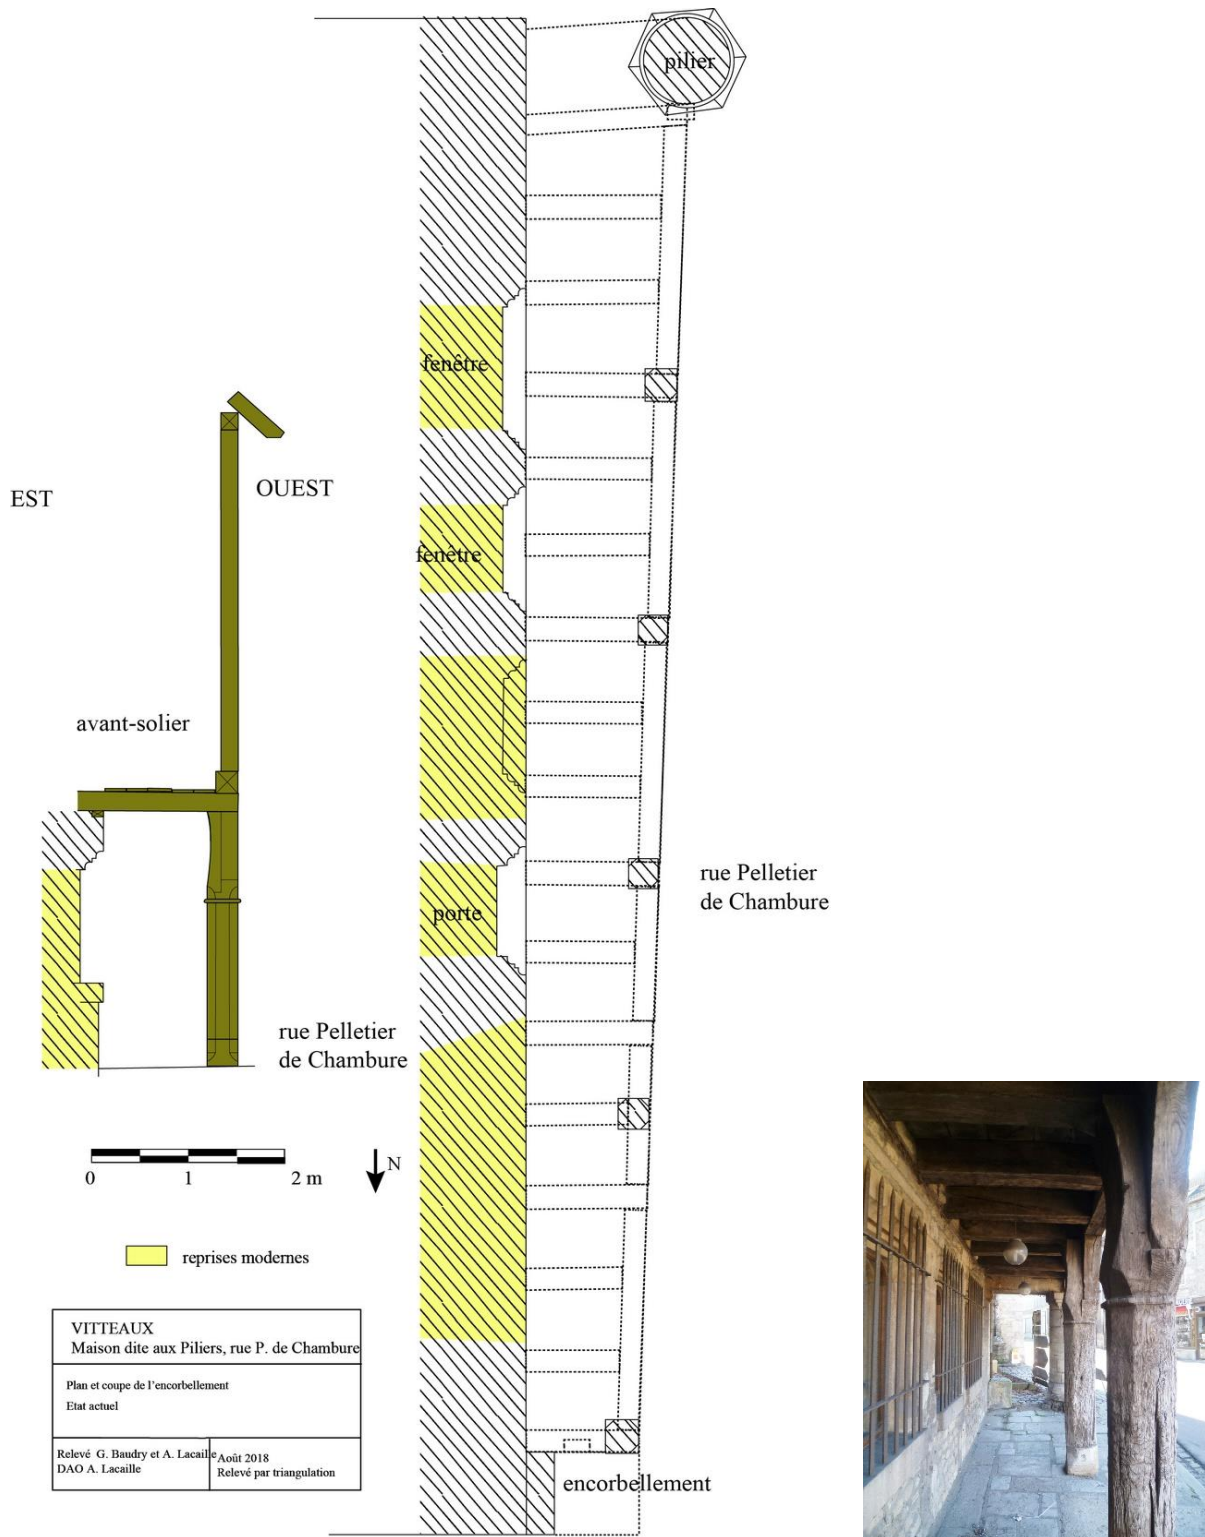 pilier
fenêtre
EST
OUEST
fenêtre
avant-solier
rue Pelletier
de Chambure
porte
rue Pelletier
de Chambure
0 1 2 m
N
reprises modernes
VITTEAUX
Maison dite aux Piliers, rue P. de Chambure
Plan et coupe de l'encorbellement
Etat actuel
Relevé G. Baudry et A. Lacaille
DAO A. Lacaille
Août 2018
Relevé par triangulation
encorbellement